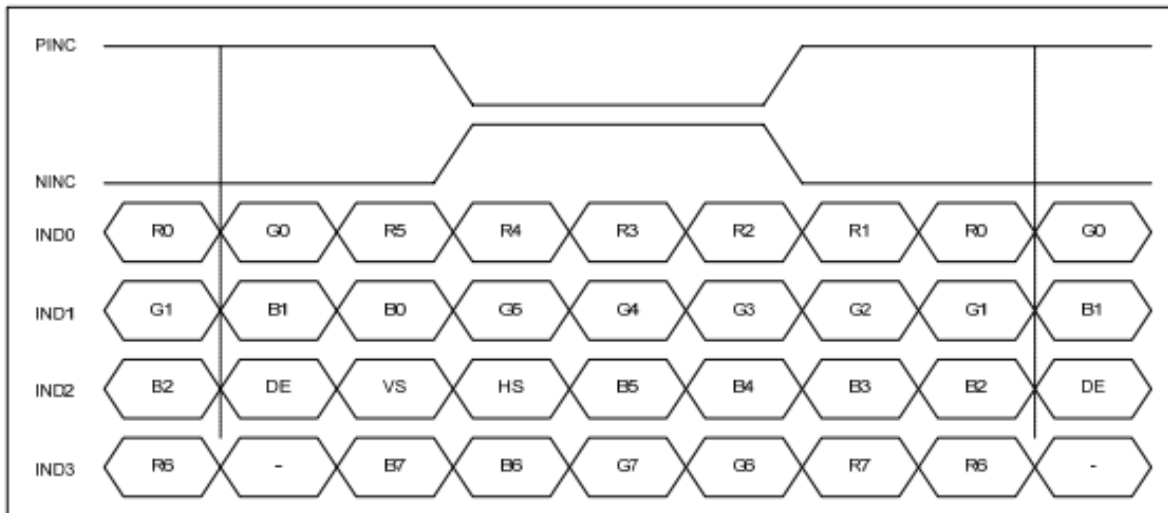 PINC
NINC
IND0 R0 G0 R5 R4 R3 R2 R1 R0 G0
IND1 G1 B1 B0 G5 G4 G3 G2 G1 B1
IND2 B2 DE VS HS B5 B4 B3 B2 DE
IND3 R6 - B7 B6 G7 G6 R7 R6 -